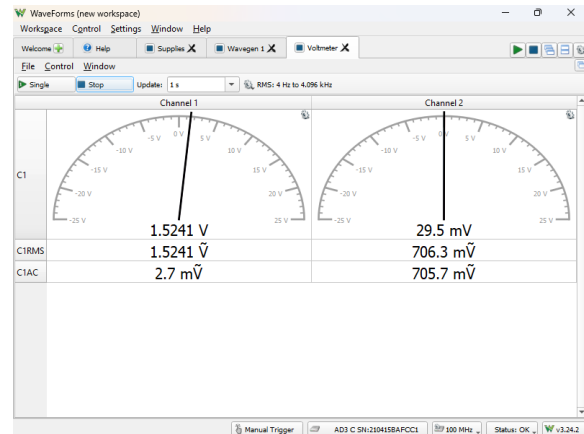 WaveForms (new workspace)
Workspace Control Settings Window Help
Welcome Help Supplies Wavegen 1 Voltmeter
File Control Window
Single Stop Update: 1 s RMS: 4 Hz to 4.096 kHz
Channel 1 Channel 2
C1
-25 V -20 V -15 V -10 V -5 V 0 V 5 V 10 V 15 V 20 V 25 V
1.5241 V
-25 V -20 V -15 V -10 V -5 V 0 V 5 V 10 V 15 V 20 V 25 V
29.5 mV
C1RMS 1.5241 Ṽ 706.3 mṼ
C1AC 2.7 mṼ 705.7 mṼ
Manual Trigger AD3 C SN:210415BAFCC1 100 MHz Status: OK W v3.24.2